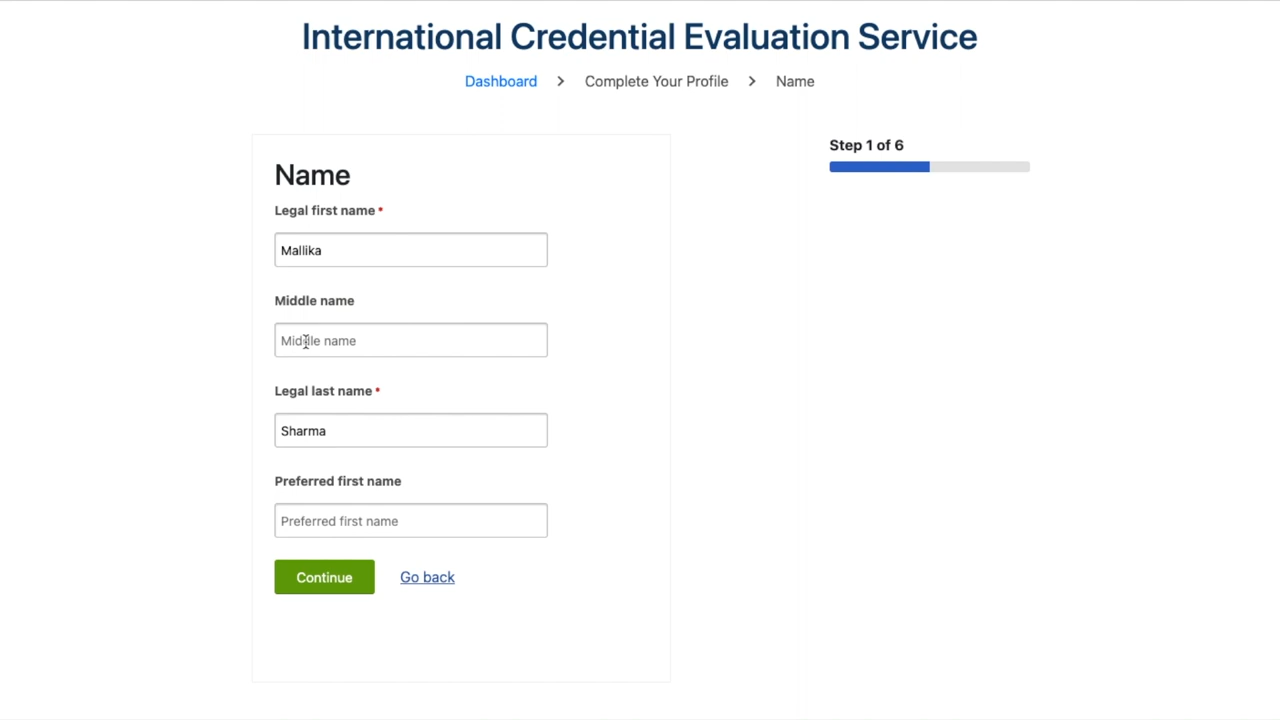 International Credential Evaluation Service
Dashboard > Complete Your Profile > Name
Step 1 of 6
Name
Legal first name *
Mallika
Middle name
Middle name
Legal last name *
Sharma
Preferred first name
Preferred first name
Continue Go back